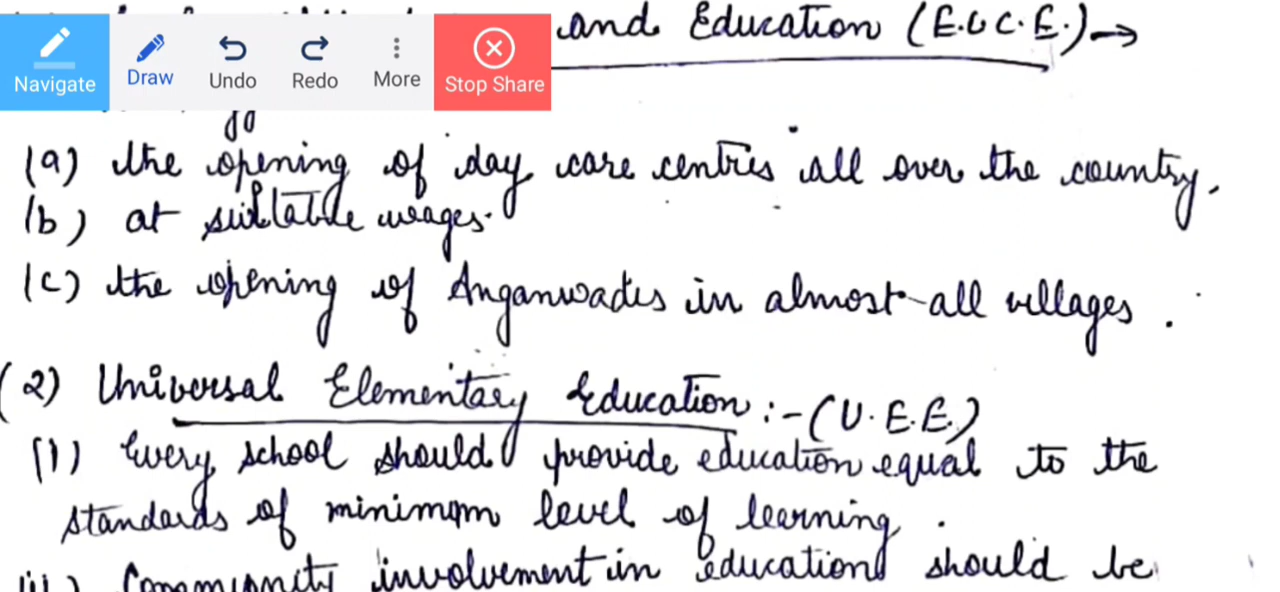 and Education (E.C.C.E.)→
Navigate Draw Undo Redo More Stop Share
(a) the opening of day care centres all over the country.
(b) at suitable weages.
(c) the opening of Anganwadis in almost all villages.
(2) Universal Elementary Education :- (U.E.E.)
(1) Every school should provide education equal to the
standards of minimum level of learning.
Community involvement in education should be